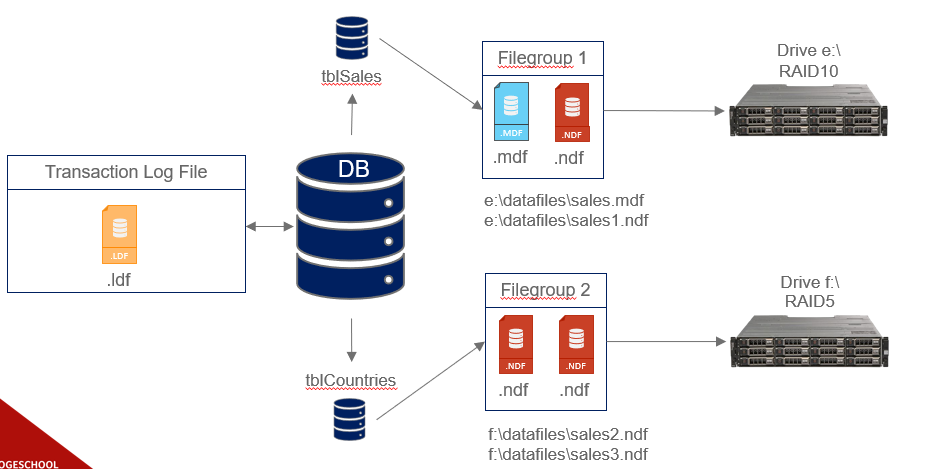 tblSales
Filegroup 1
.MDF
.NDF
.mdf
.ndf
e:\datafiles\sales.mdf
e:\datafiles\sales1.ndf
Drive e:\
RAID10
Transaction Log File
.LDF
.ldf
DB
tblCountries
Filegroup 2
.NDF
.NDF
.ndf
.ndf
f:\datafiles\sales2.ndf
f:\datafiles\sales3.ndf
Drive f:\
RAID5
OGESCHOOL